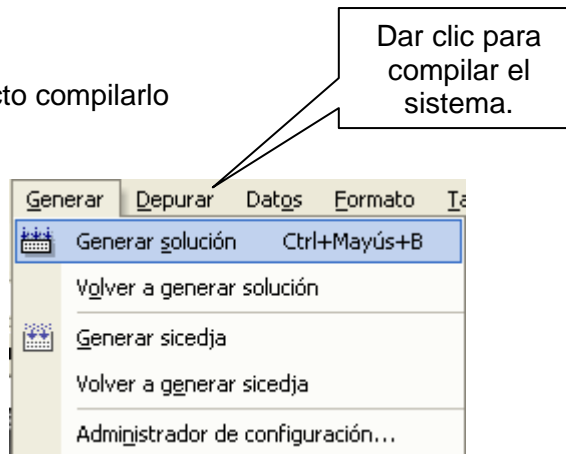 Dar clic para
compilar el
sistema.
compilarlo
Generar Depurar Datos Formato
Generar solución Ctrl+Mayús+B
Volver a generar solución
Generar sicedja
Volver a generar sicedja
Administrador de configuración...